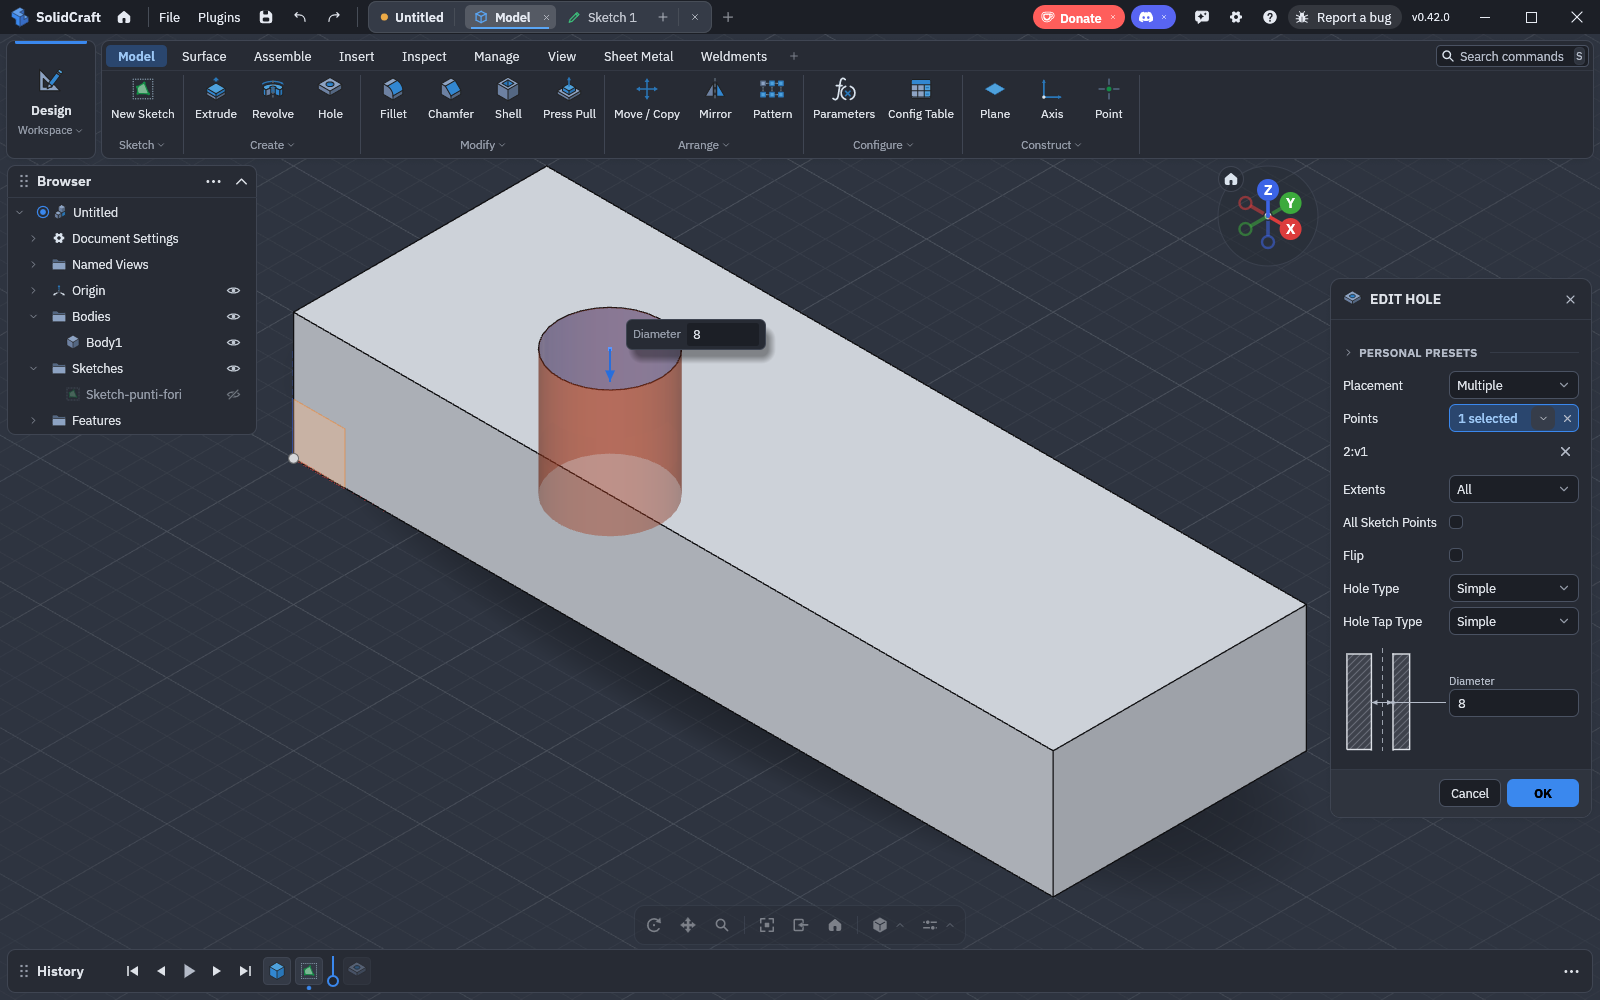 SolidCraft
File
Plugins
Untitled
Model
Sketch 1
Donate
Report a bug
v0.42.0
Design
Workspace
Model
Surface
Assemble
Insert
Inspect
Manage
View
Sheet Metal
Weldments
Search commands
S
New Sketch
Extrude
Revolve
Hole
Fillet
Chamfer
Shell
Press Pull
Move / Copy
Mirror
Pattern
Parameters
Config Table
Plane
Axis
Point
Sketch
Create
Modify
Arrange
Configure
Construct
Browser
Untitled
Document Settings
Named Views
Origin
Bodies
Body1
Sketches
Sketch-punti-fori
Features
Diameter 8
Z
Y
X
EDIT HOLE
PERSONAL PRESETS
Placement Multiple
Points 1 selected
2:v1
Extents All
All Sketch Points
Flip
Hole Type Simple
Hole Tap Type Simple
Diameter
8
Cancel
OK
History